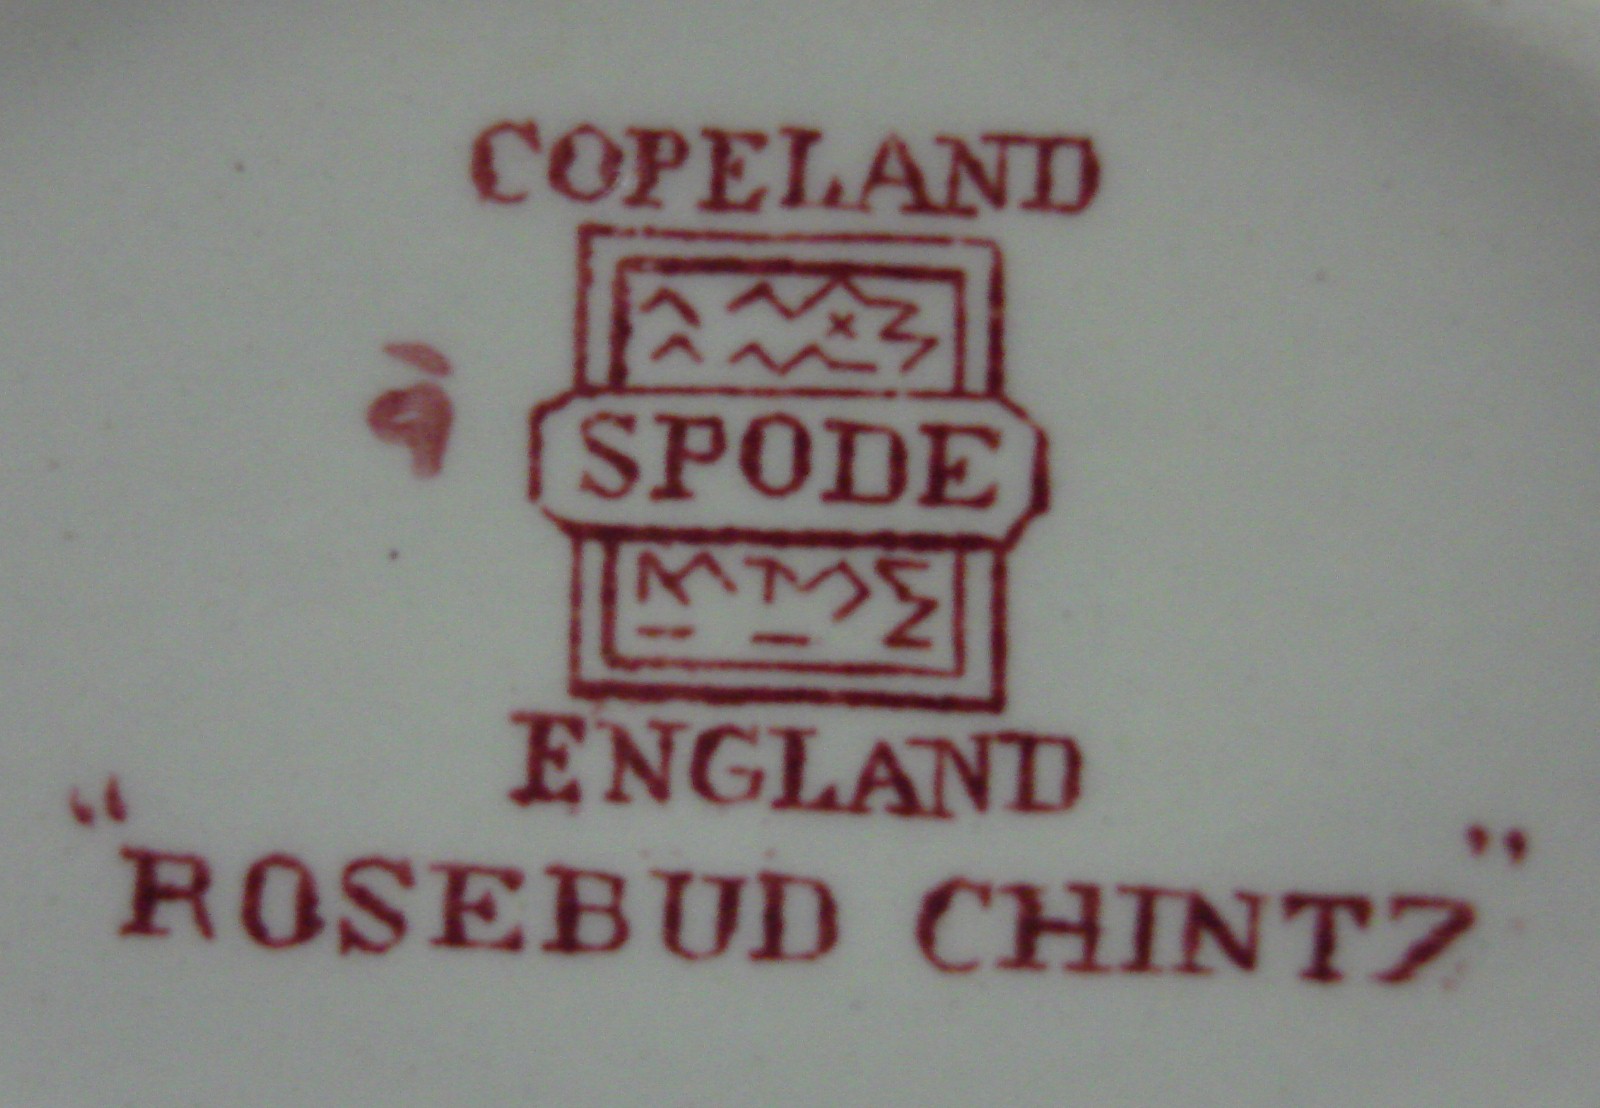 COPELAND
SPODE
ENGLAND
"ROSEBUD CHINTZ"